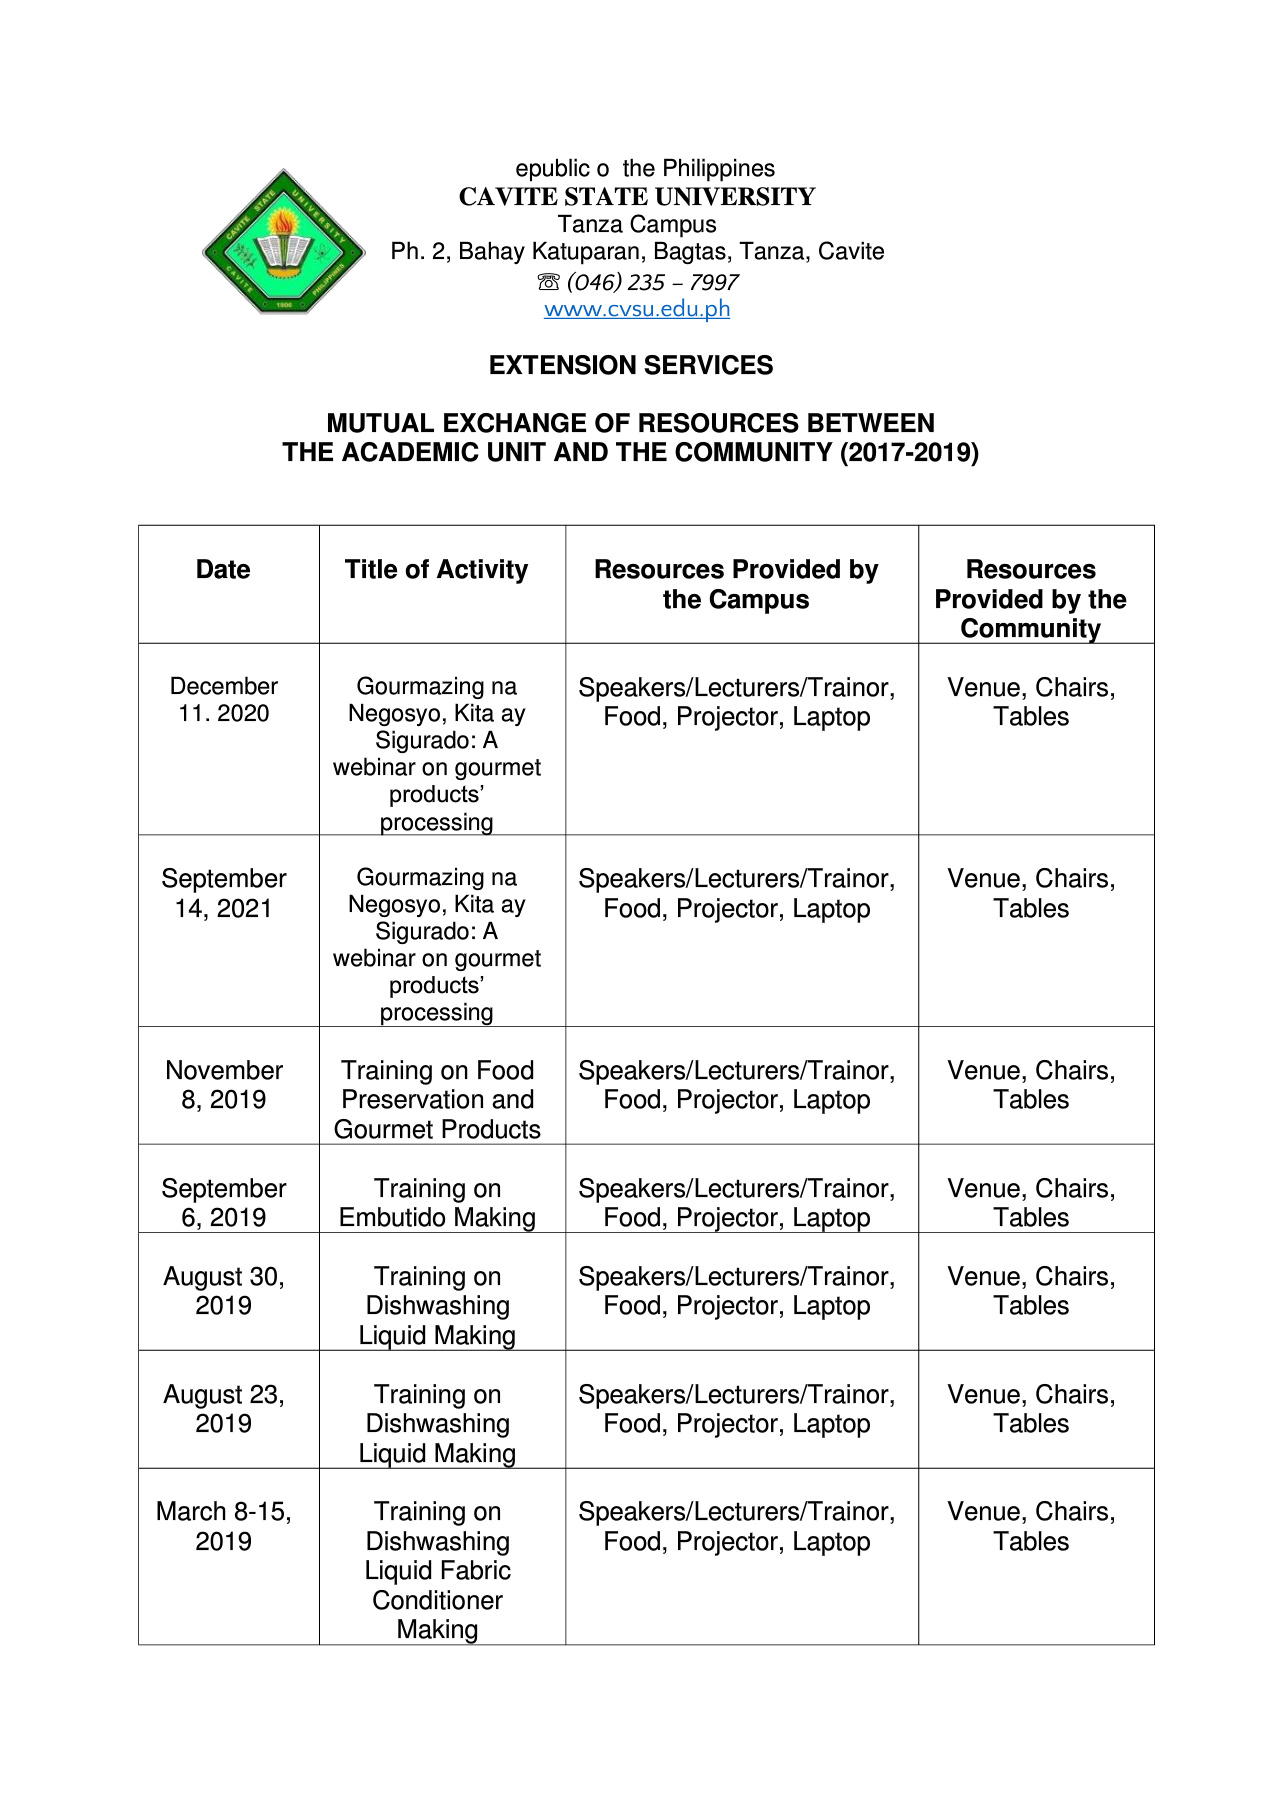 epublic o  the Philippines
CAVITE STATE UNIVERSITY
Tanza Campus
Ph. 2, Bahay Katuparan, Bagtas, Tanza, Cavite
☏ (046) 235 – 7997
www.cvsu.edu.ph
CAVITE STATE UNIVERSITY
CAVITE PHILIPPINES
1906
EXTENSION SERVICES
MUTUAL EXCHANGE OF RESOURCES BETWEEN
THE ACADEMIC UNIT AND THE COMMUNITY (2017-2019)
Date
Title of Activity
Resources Provided by
the Campus
Resources
Provided by the
Community
December
11. 2020
Gourmazing na
Negosyo, Kita ay
Sigurado: A
webinar on gourmet
products’
processing
Speakers/Lecturers/Trainor,
Food, Projector, Laptop
Venue, Chairs,
Tables
September
14, 2021
Gourmazing na
Negosyo, Kita ay
Sigurado: A
webinar on gourmet
products’
processing
Speakers/Lecturers/Trainor,
Food, Projector, Laptop
Venue, Chairs,
Tables
November
8, 2019
Training on Food
Preservation and
Gourmet Products
Speakers/Lecturers/Trainor,
Food, Projector, Laptop
Venue, Chairs,
Tables
September
6, 2019
Training on
Embutido Making
Speakers/Lecturers/Trainor,
Food, Projector, Laptop
Venue, Chairs,
Tables
August 30,
2019
Training on
Dishwashing
Liquid Making
Speakers/Lecturers/Trainor,
Food, Projector, Laptop
Venue, Chairs,
Tables
August 23,
2019
Training on
Dishwashing
Liquid Making
Speakers/Lecturers/Trainor,
Food, Projector, Laptop
Venue, Chairs,
Tables
March 8-15,
2019
Training on
Dishwashing
Liquid Fabric
Conditioner
Making
Speakers/Lecturers/Trainor,
Food, Projector, Laptop
Venue, Chairs,
Tables